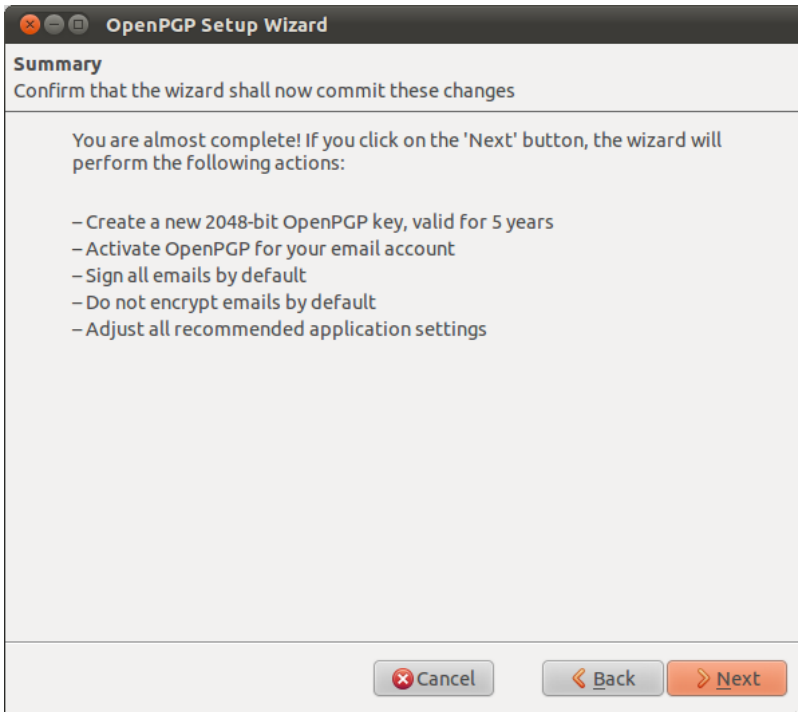 OpenPGP Setup Wizard
Summary
Confirm that the wizard shall now commit these changes
You are almost complete! If you click on the 'Next' button, the wizard will
perform the following actions:
– Create a new 2048-bit OpenPGP key, valid for 5 years
– Activate OpenPGP for your email account
– Sign all emails by default
– Do not encrypt emails by default
– Adjust all recommended application settings
Cancel Back Next